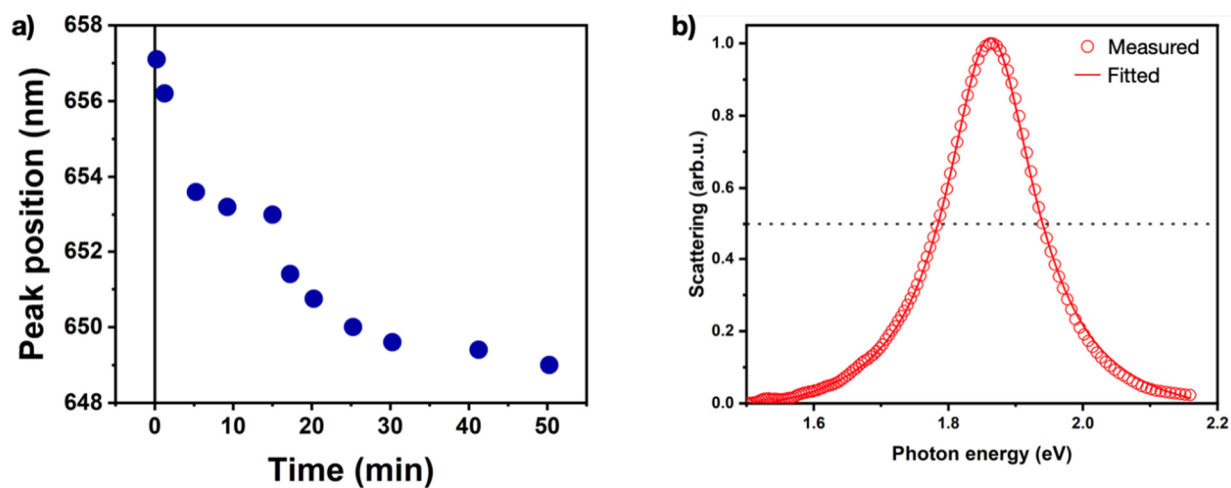 a)
658
656
654
652
650
648
Peak position (nm)
0 10 20 30 40 50
Time (min)
b)
1.0
0.8
0.6
0.4
0.2
0.0
Scattering (arb.u.)
Measured
Fitted
1.6 1.8 2.0 2.2
Photon energy (eV)